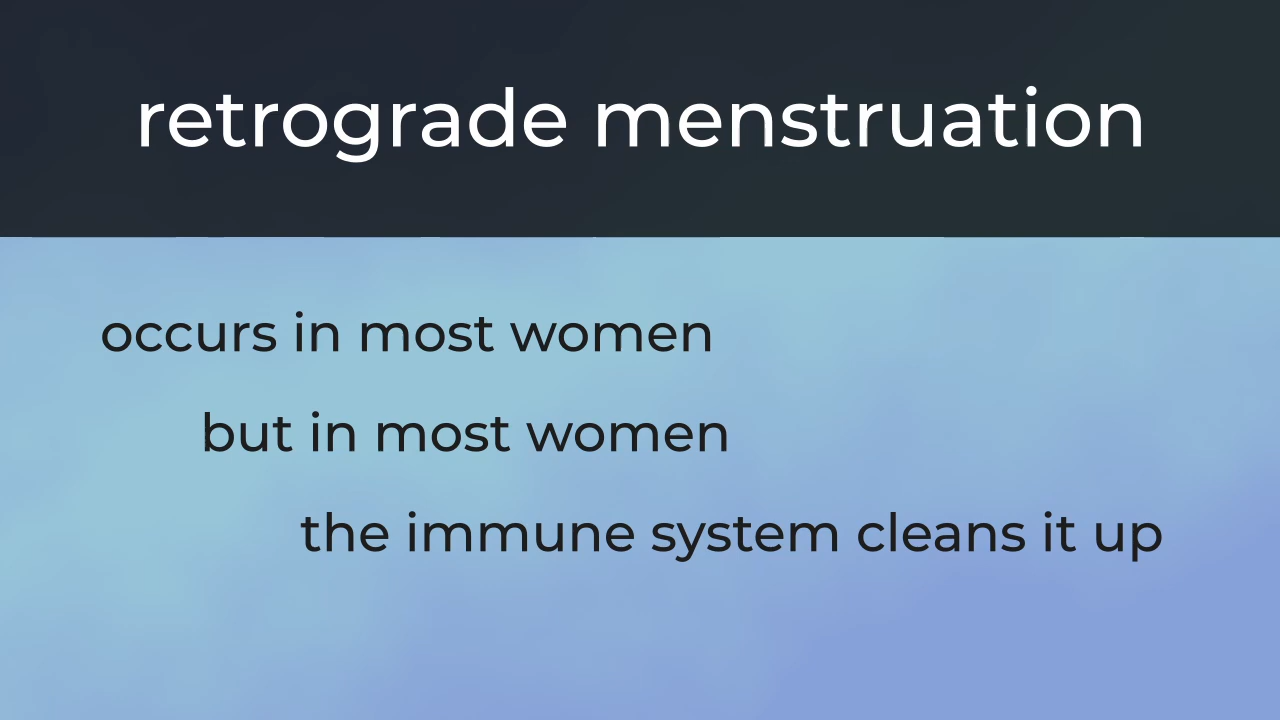 retrograde menstruation
occurs in most women
but in most women
the immune system cleans it up